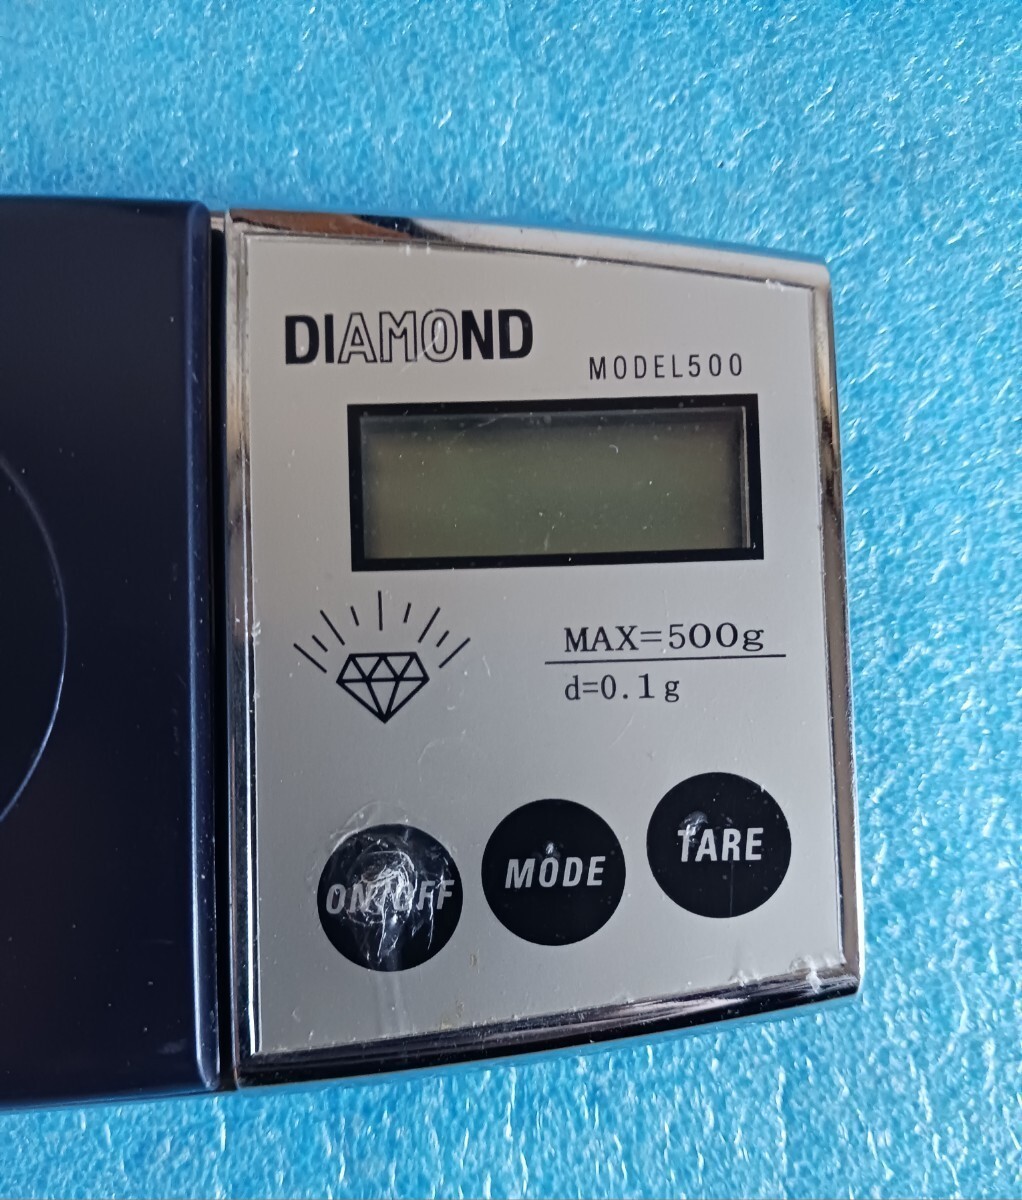 DIAMOND
MODEL500
MAX=500g
d=0.1g
ON/OFF
MODE
TARE